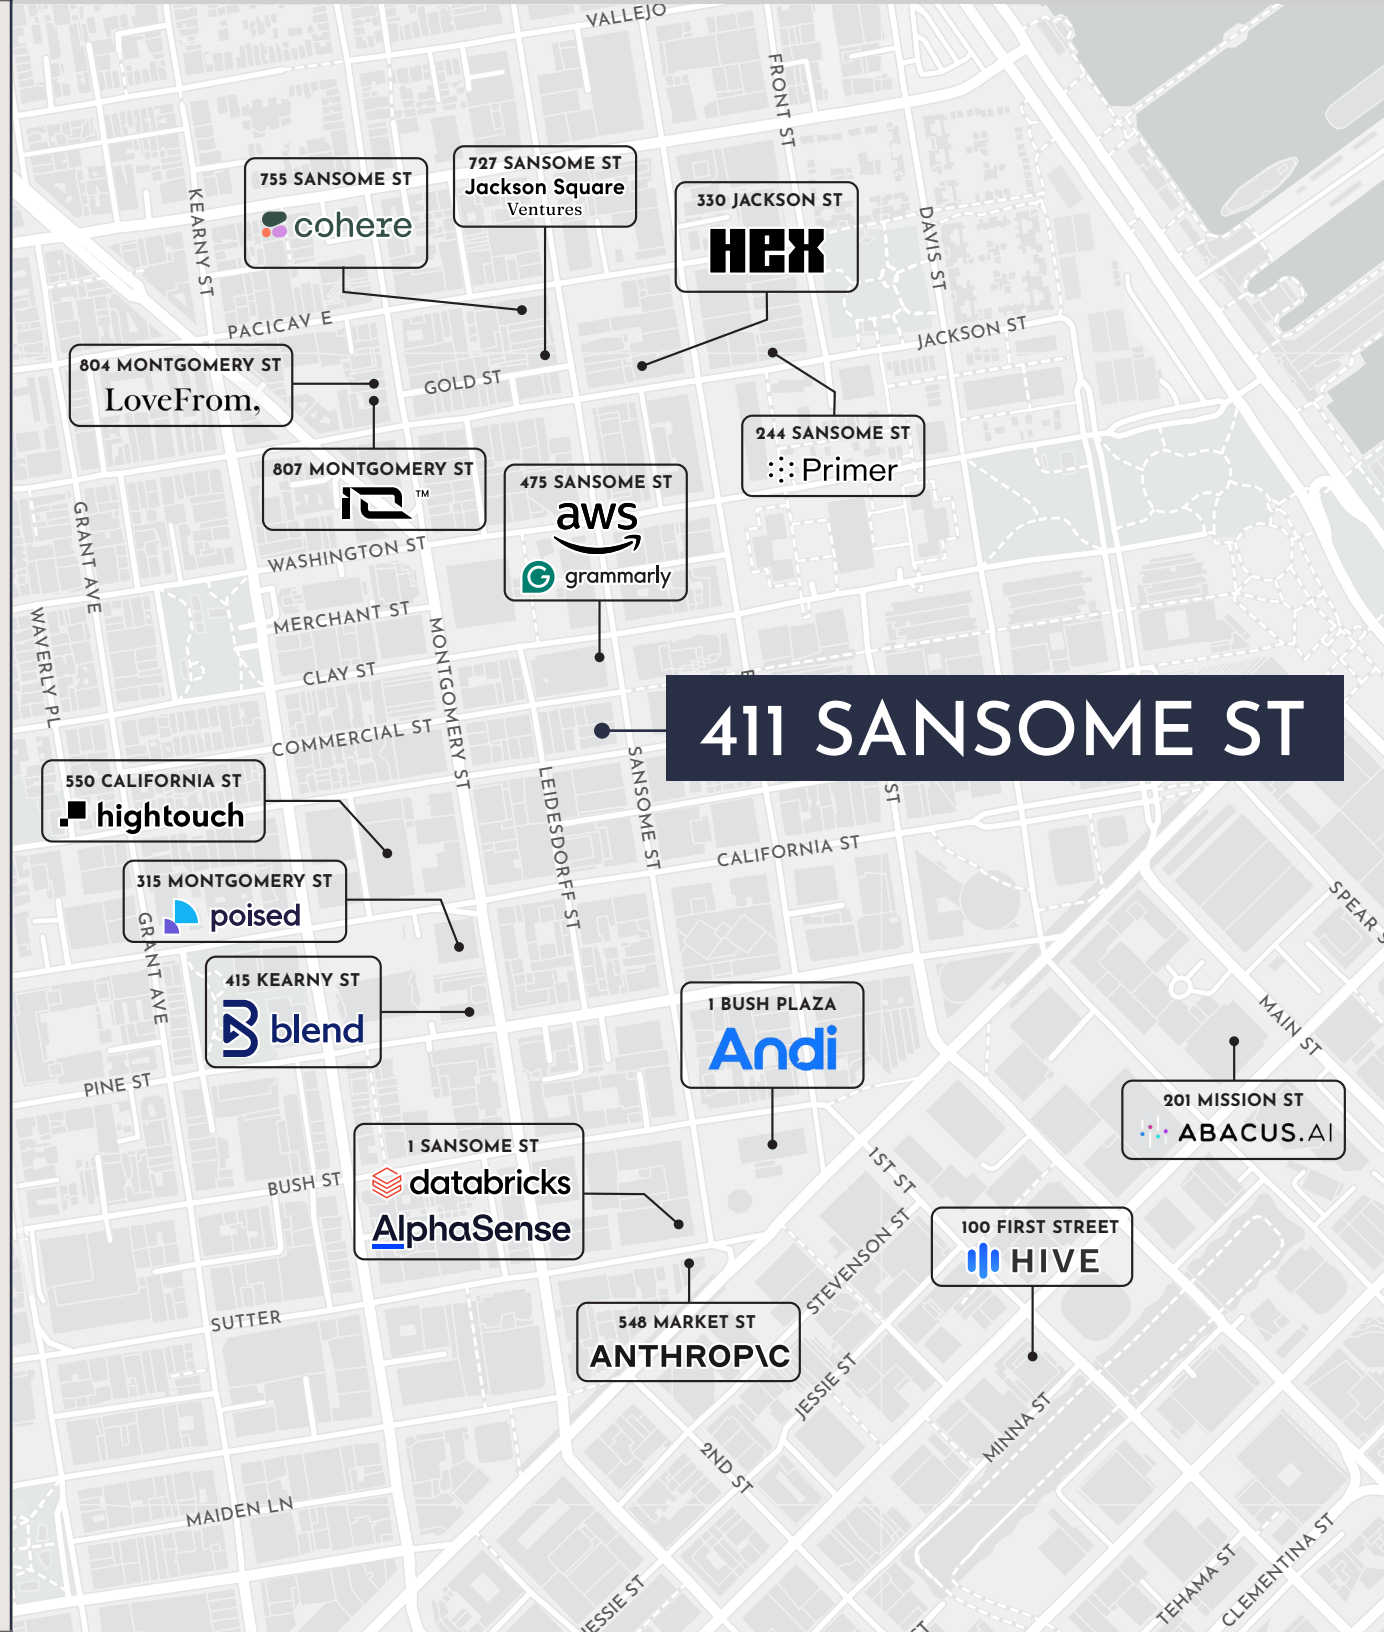 VALLEJO
FRONT ST
KEARNY ST
DAVIS ST
755 SANSOME ST
cohere
727 SANSOME ST
Jackson Square
Ventures
330 JACKSON ST
HEX
PACICAV E
JACKSON ST
804 MONTGOMERY ST
LoveFrom,
GOLD ST
244 SANSOME ST
Primer
807 MONTGOMERY ST
iQ™
475 SANSOME ST
aws
grammarly
GRANT AVE
WASHINGTON ST
MERCHANT ST
WAVERLY PL
MONTGOMERY ST
CLAY ST
COMMERCIAL ST
411 SANSOME ST
SANSOME ST
LEIDESDORFF ST
ST
550 CALIFORNIA ST
hightouch
CALIFORNIA ST
315 MONTGOMERY ST
poised
SPEAR S
GRANT AVE
415 KEARNY ST
blend
1 BUSH PLAZA
Andi
MAIN ST
PINE ST
201 MISSION ST
ABACUS.AI
1 SANSOME ST
databricks
AlphaSense
BUSH ST
1ST ST
STEVENSON ST
100 FIRST STREET
HIVE
SUTTER
548 MARKET ST
ANTHROP\C
JESSIE ST
MINNA ST
2ND ST
MAIDEN LN
TEHAMA ST
CLEMENTINA ST
ESSIE ST
ST